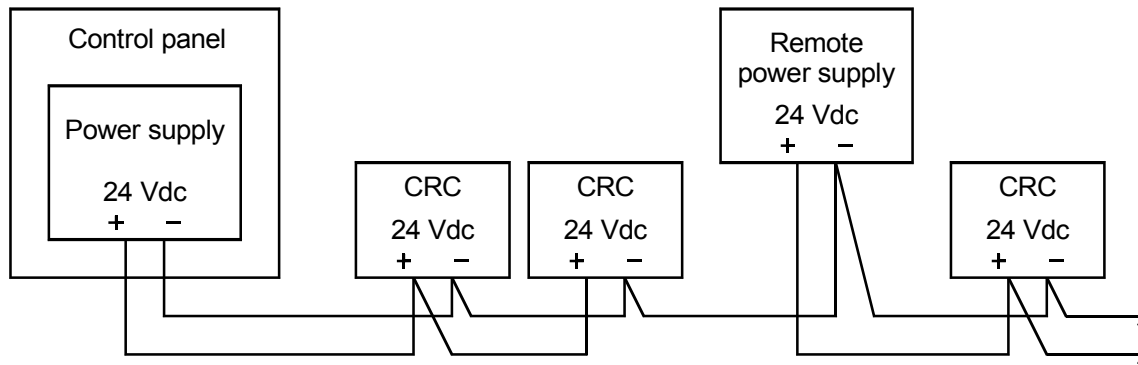 Control panel
Power supply
24 Vdc
+ −
CRC
24 Vdc
+ −
CRC
24 Vdc
+ −
Remote
power supply
24 Vdc
+ −
CRC
24 Vdc
+ −